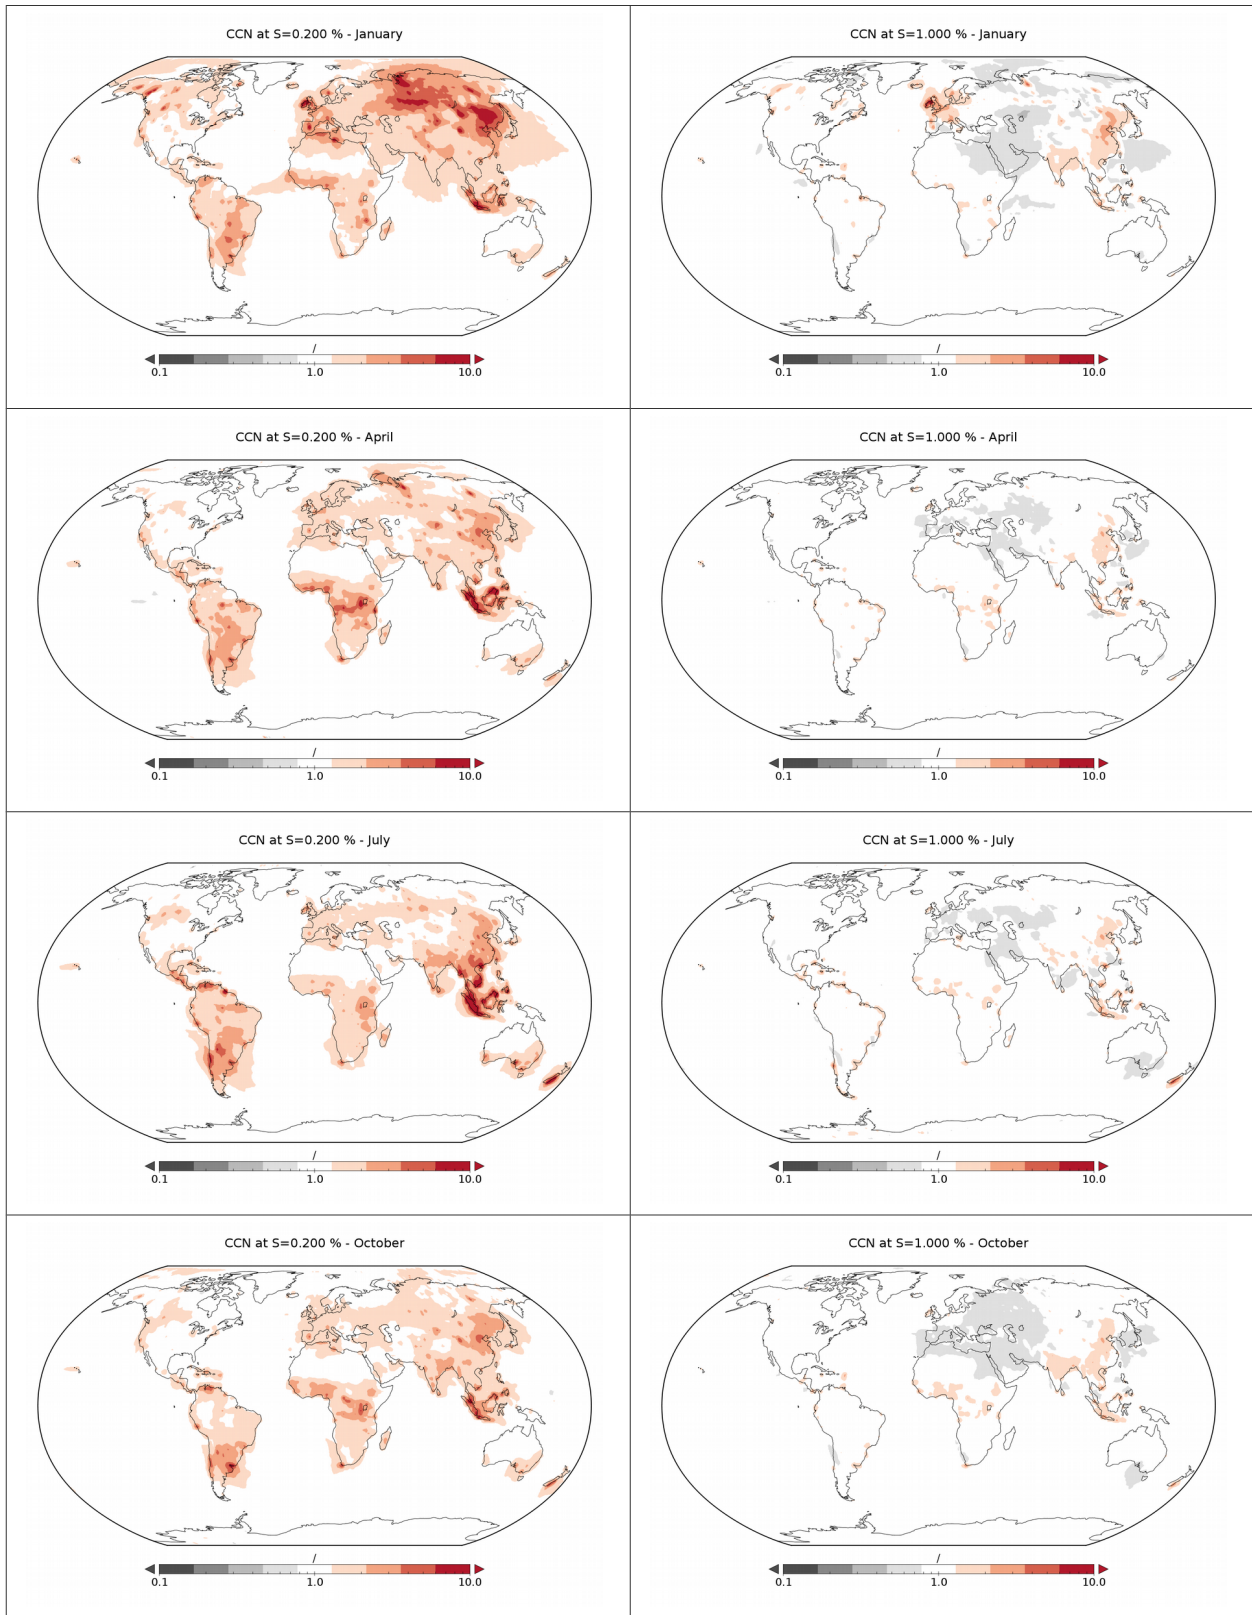 CCN at S=0.200 % - January
/
0.1 1.0 10.0
CCN at S=1.000 % - January
/
0.1 1.0 10.0
CCN at S=0.200 % - April
/
0.1 1.0 10.0
CCN at S=1.000 % - April
/
0.1 1.0 10.0
CCN at S=0.200 % - July
/
0.1 1.0 10.0
CCN at S=1.000 % - July
/
0.1 1.0 10.0
CCN at S=0.200 % - October
/
0.1 1.0 10.0
CCN at S=1.000 % - October
/
0.1 1.0 10.0